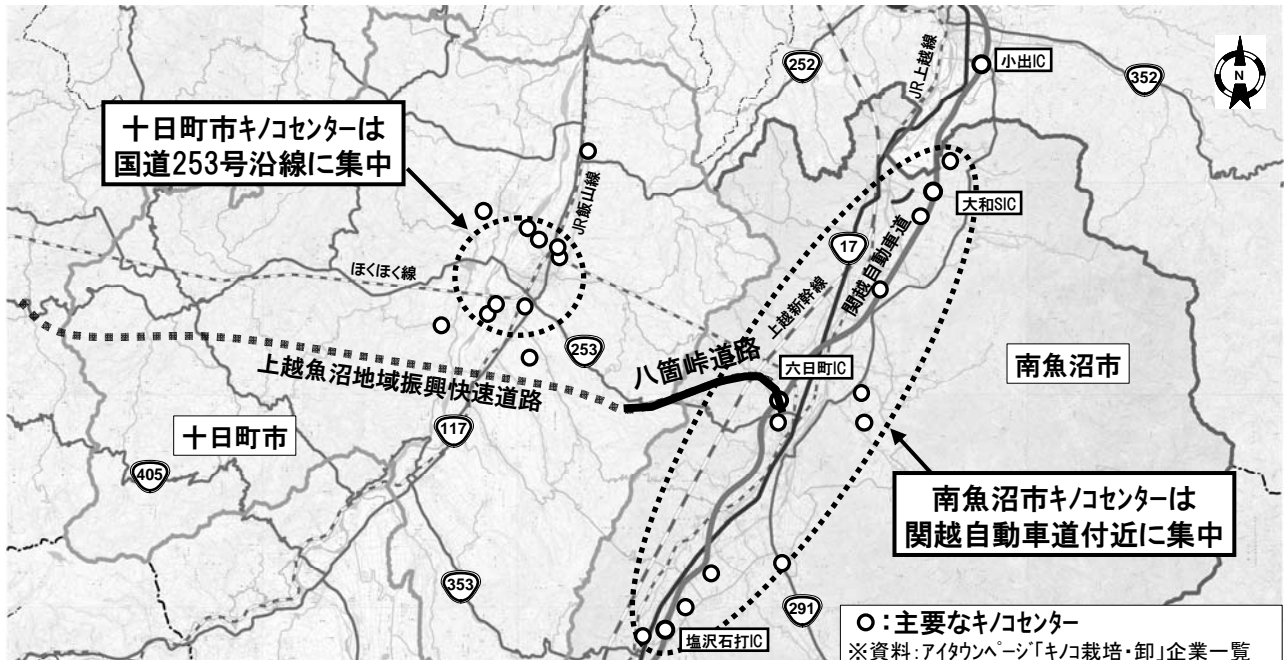 252
JR上越線
小出IC
352
N
十日町市キノコセンターは
国道253号沿線に集中
JR飯山線
大和SIC
17
関越自動車道
ほくほく線
上越新幹線
253
八箇峠道路
六日町IC
南魚沼市
上越魚沼地域振興快速道路
十日町市
117
405
南魚沼市キノコセンターは
関越自動車道付近に集中
353
291
塩沢石打IC
○:主要なキノコセンター
※資料:アイタウンページ「キノコ栽培・卸」企業一覧